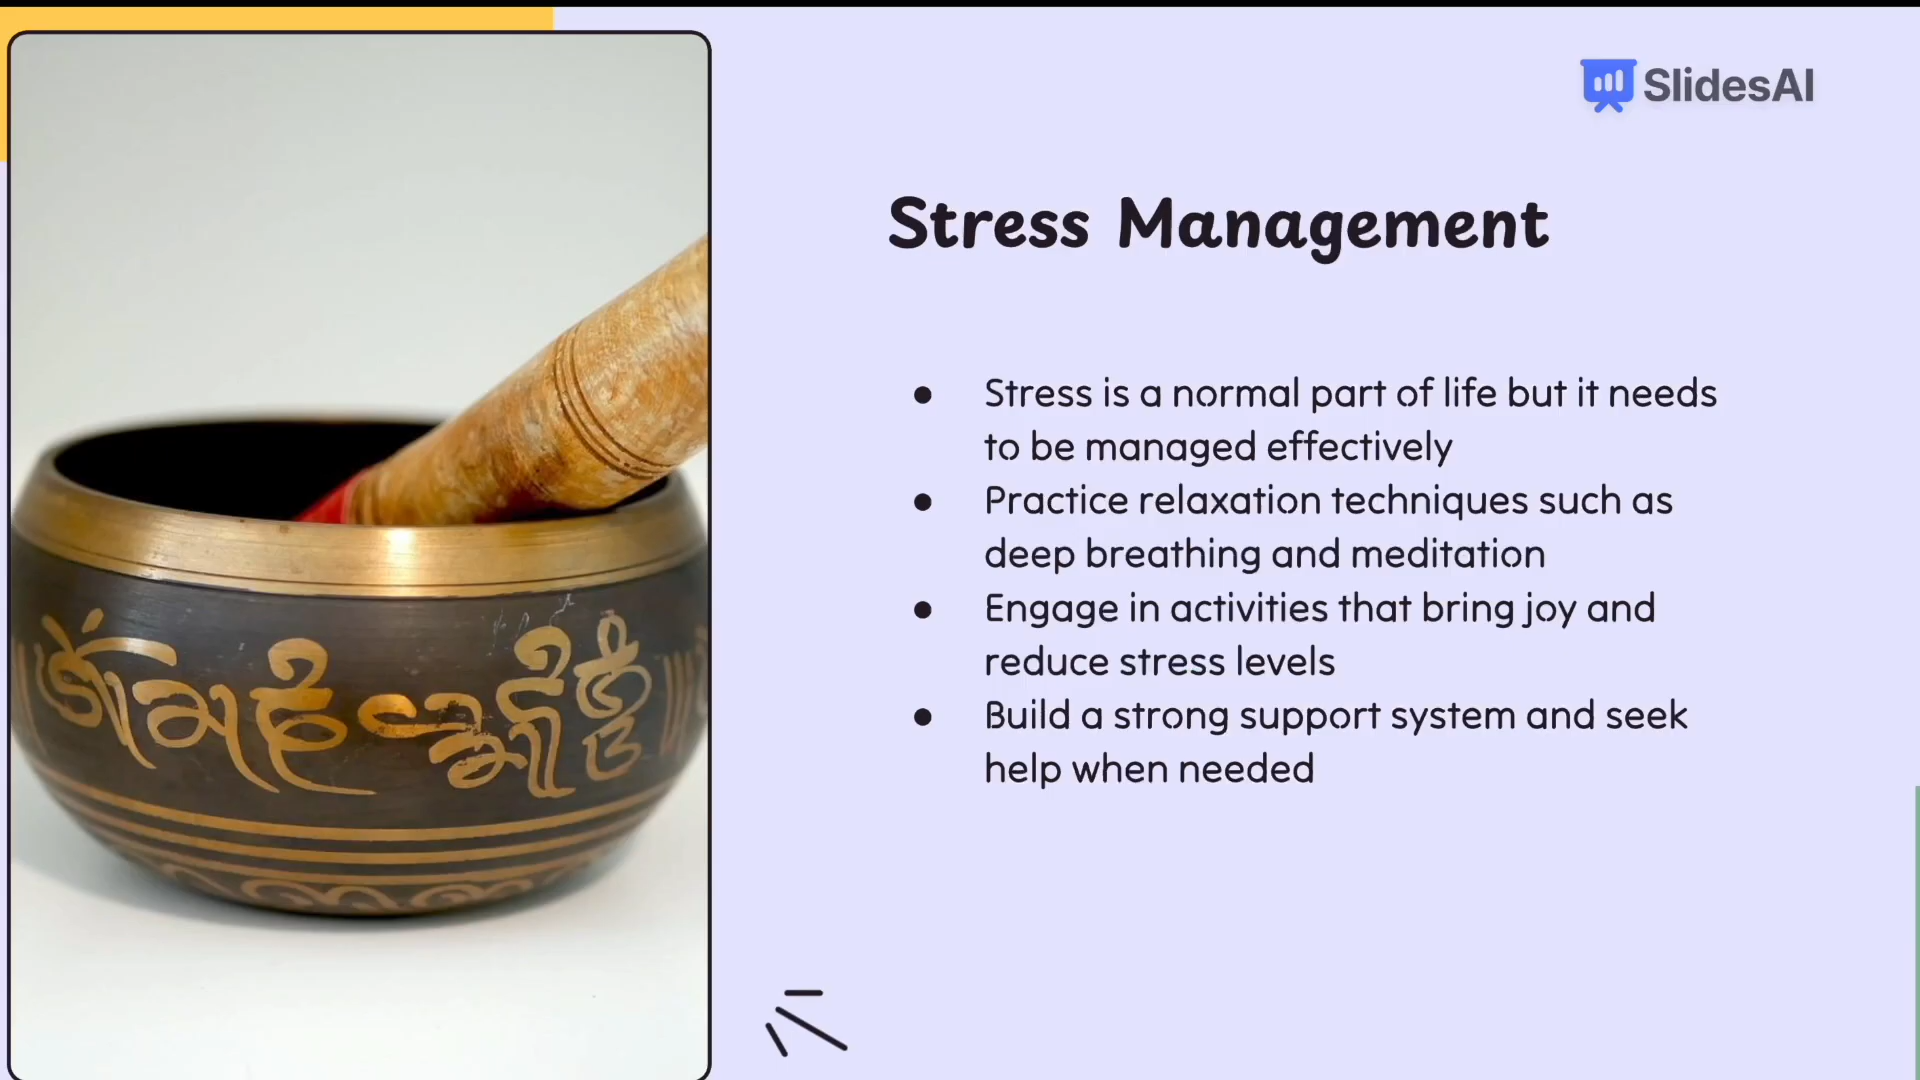 SlidesAI
Stress Management
● Stress is a normal part of life but it needs
to be managed effectively
● Practice relaxation techniques such as
deep breathing and meditation
● Engage in activities that bring joy and
reduce stress levels
● Build a strong support system and seek
help when needed